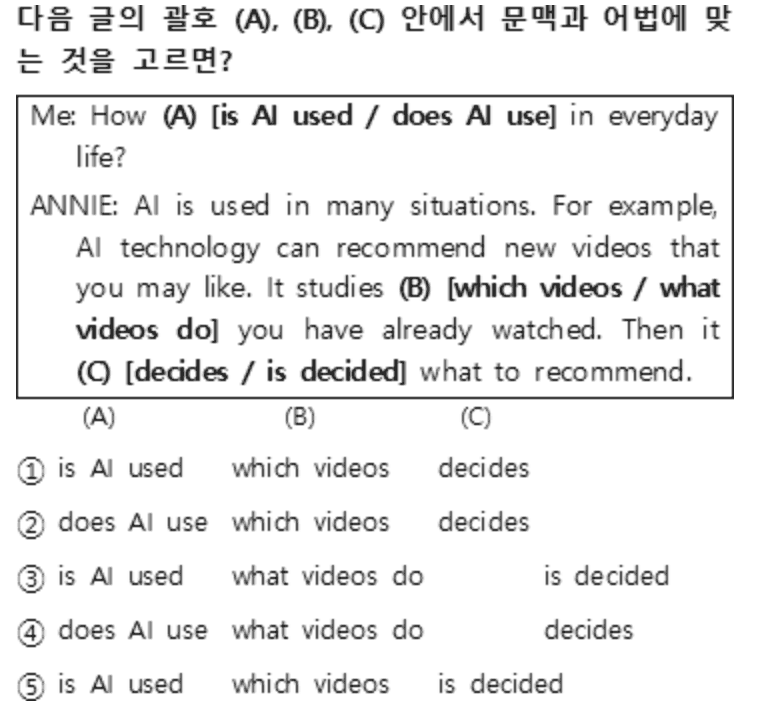 다음 글의 괄호 (A), (B), (C) 안에서 문맥과 어법에 맞
는 것을 고르면?
Me: How (A) [is AI used / does AI use] in everyday
life?
ANNIE: AI is used in many situations. For example,
AI technology can recommend new videos that
you may like. It studies (B) [which videos / what
videos do] you have already watched. Then it
(C) [decides / is decided] what to recommend.
(A) (B) (C)
① is AI used which videos decides
② does AI use which videos decides
③ is AI used what videos do is decided
④ does AI use what videos do decides
⑤ is AI used which videos is decided